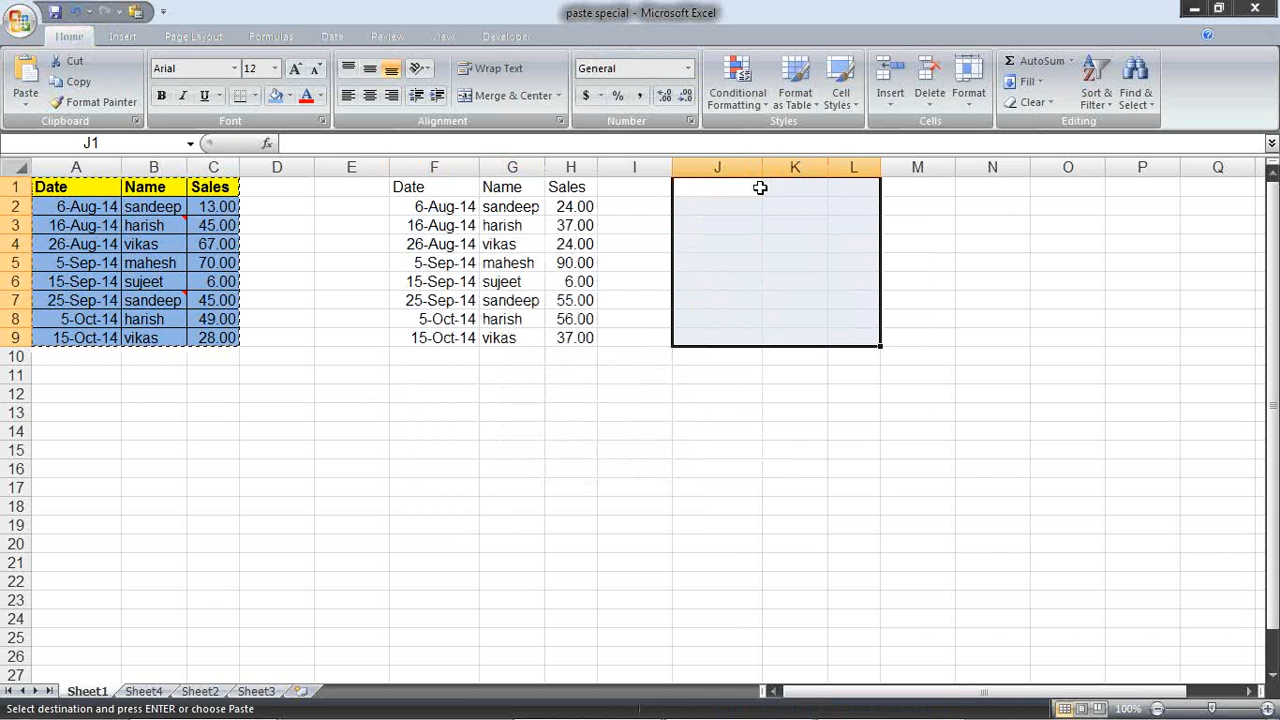 paste special - Microsoft Excel
Home Insert Page Layout Formulas Data Review View Developer
Paste
Cut
Copy
Format Painter
Clipboard
Arial 12
B I U
Font
Wrap Text
Merge & Center
Alignment
General
$ % ,
Number
Conditional Formatting
Format as Table
Cell Styles
Styles
Insert Delete Format
Cells
Σ AutoSum
Fill
Clear
Sort & Filter
Find & Select
Editing
J1 fx
A B C D E F G H I J K L M N O P Q
1 Date Name Sales Date Name Sales
2 6-Aug-14 sandeep 13.00 6-Aug-14 sandeep 24.00
3 16-Aug-14 harish 45.00 16-Aug-14 harish 37.00
4 26-Aug-14 vikas 67.00 26-Aug-14 vikas 24.00
5 5-Sep-14 mahesh 70.00 5-Sep-14 mahesh 90.00
6 15-Sep-14 sujeet 6.00 15-Sep-14 sujeet 6.00
7 25-Sep-14 sandeep 45.00 25-Sep-14 sandeep 55.00
8 5-Oct-14 harish 49.00 5-Oct-14 harish 56.00
9 15-Oct-14 vikas 28.00 15-Oct-14 vikas 37.00
10
11
12
13
14
15
16
17
18
19
20
21
22
23
24
25
26
27
Sheet1 Sheet4 Sheet2 Sheet3
Select destination and press ENTER or choose Paste 100%